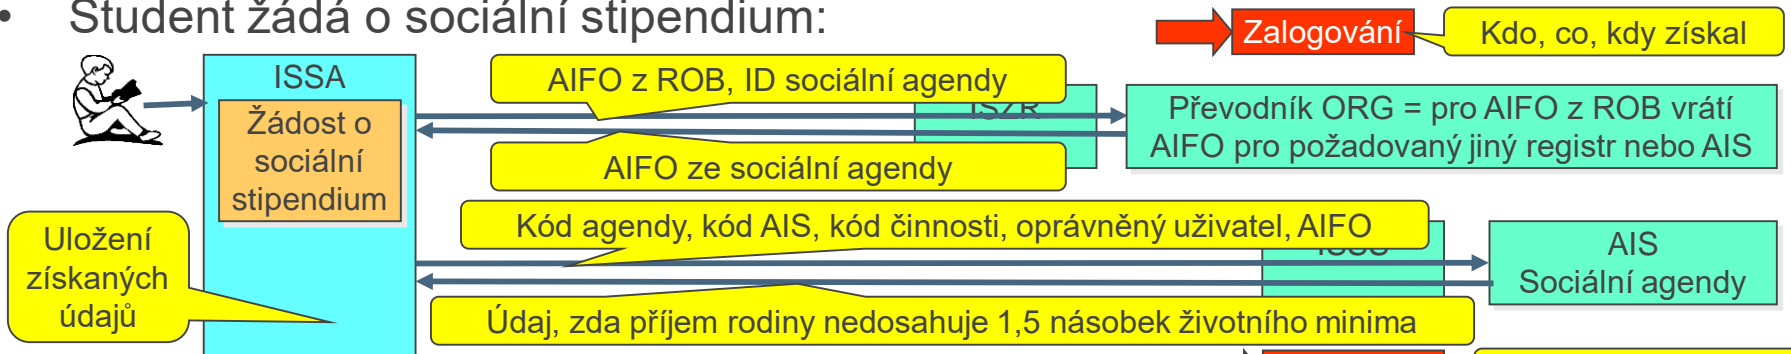 • Student žádá o sociální stipendium:
Zalogování
Kdo, co, kdy získal
ISSA
AIFO z ROB, ID sociální agendy
ISZR
Převodník ORG = pro AIFO z ROB vrátí
AIFO pro požadovaný jiný registr nebo AIS
Žádost o
sociální
stipendium
AIFO ze sociální agendy
Kód agendy, kód AIS, kód činnosti, oprávněný uživatel, AIFO
Uložení
získaných
údajů
AIS
Sociální agendy
Údaj, zda příjem rodiny nedosahuje 1,5 násobek životního minima